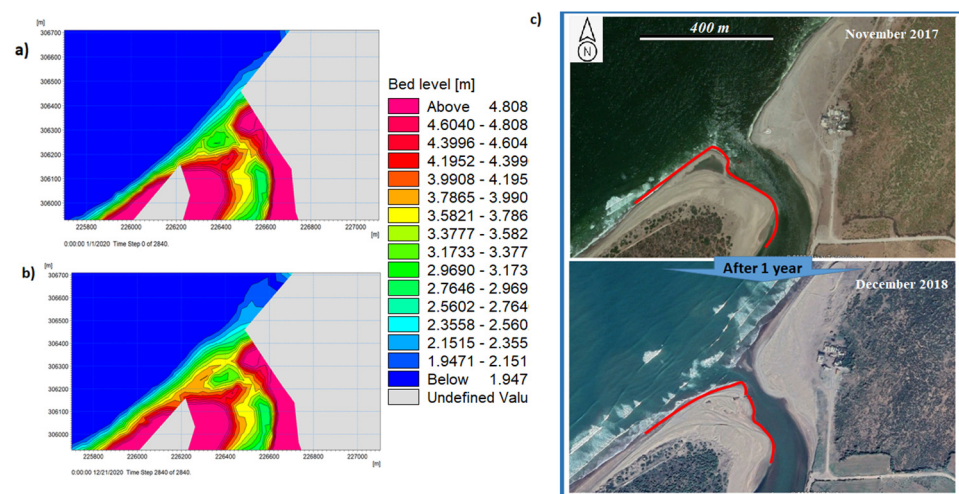 a)
[m]
306700
306600
306500
306400
306300
306200
306100
306000
225800 226000 226200 226400 226600 226800 227000
[m]
0:00:00 1/1/2020 Time Step 0 of 2840.
b)
[m]
306700
306600
306500
306400
306300
306200
306100
306000
225800 226000 226200 226400 226600 226800 227000
[m]
0:00:00 12/21/2020 Time Step 2840 of 2840.
Bed level [m]
Above 4.808
4.6040 - 4.808
4.3996 - 4.604
4.1952 - 4.399
3.9908 - 4.195
3.7865 - 3.990
3.5821 - 3.786
3.3777 - 3.582
3.1733 - 3.377
2.9690 - 3.173
2.7646 - 2.969
2.5602 - 2.764
2.3558 - 2.560
2.1515 - 2.355
1.9471 - 2.151
Below 1.947
Undefined Valu
c)
N
400 m
November 2017
After 1 year
December 2018